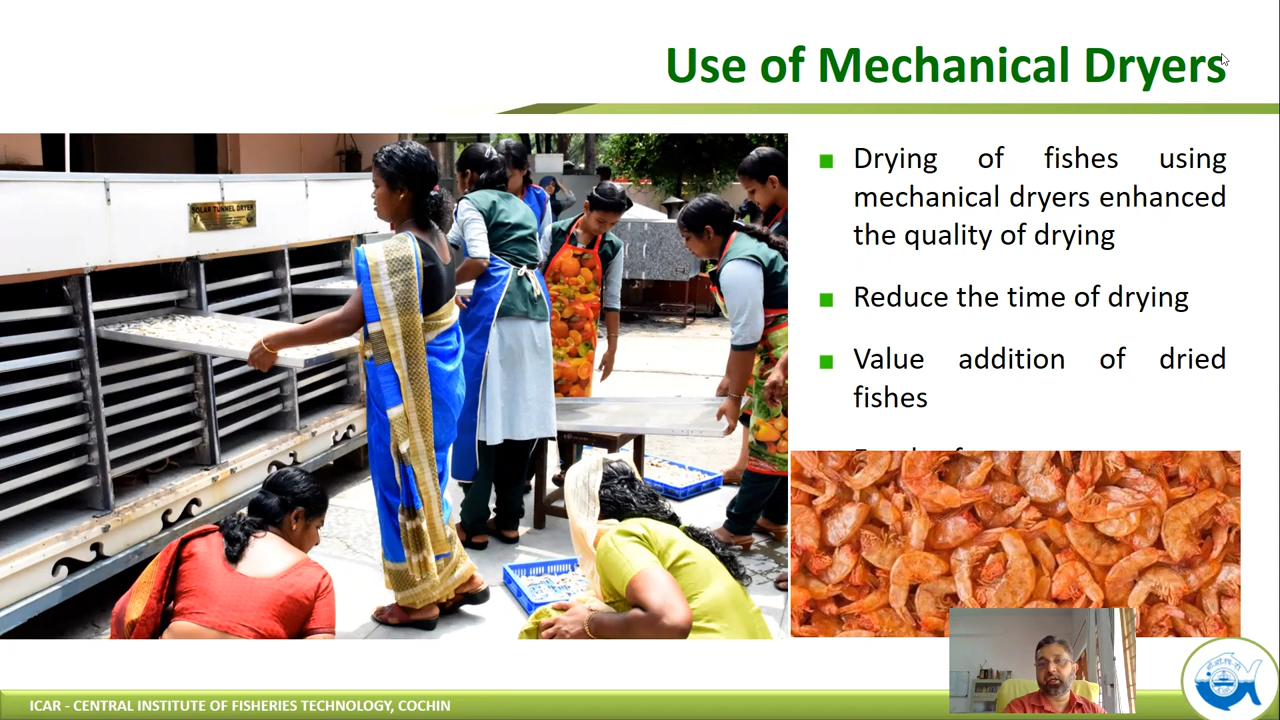 Use of Mechanical Dryers
SOLAR TUNNEL DRYER
Drying of fishes using
mechanical dryers enhanced
the quality of drying
Reduce the time of drying
Value addition of dried
fishes
ICAR - CENTRAL INSTITUTE OF FISHERIES TECHNOLOGY, COCHIN